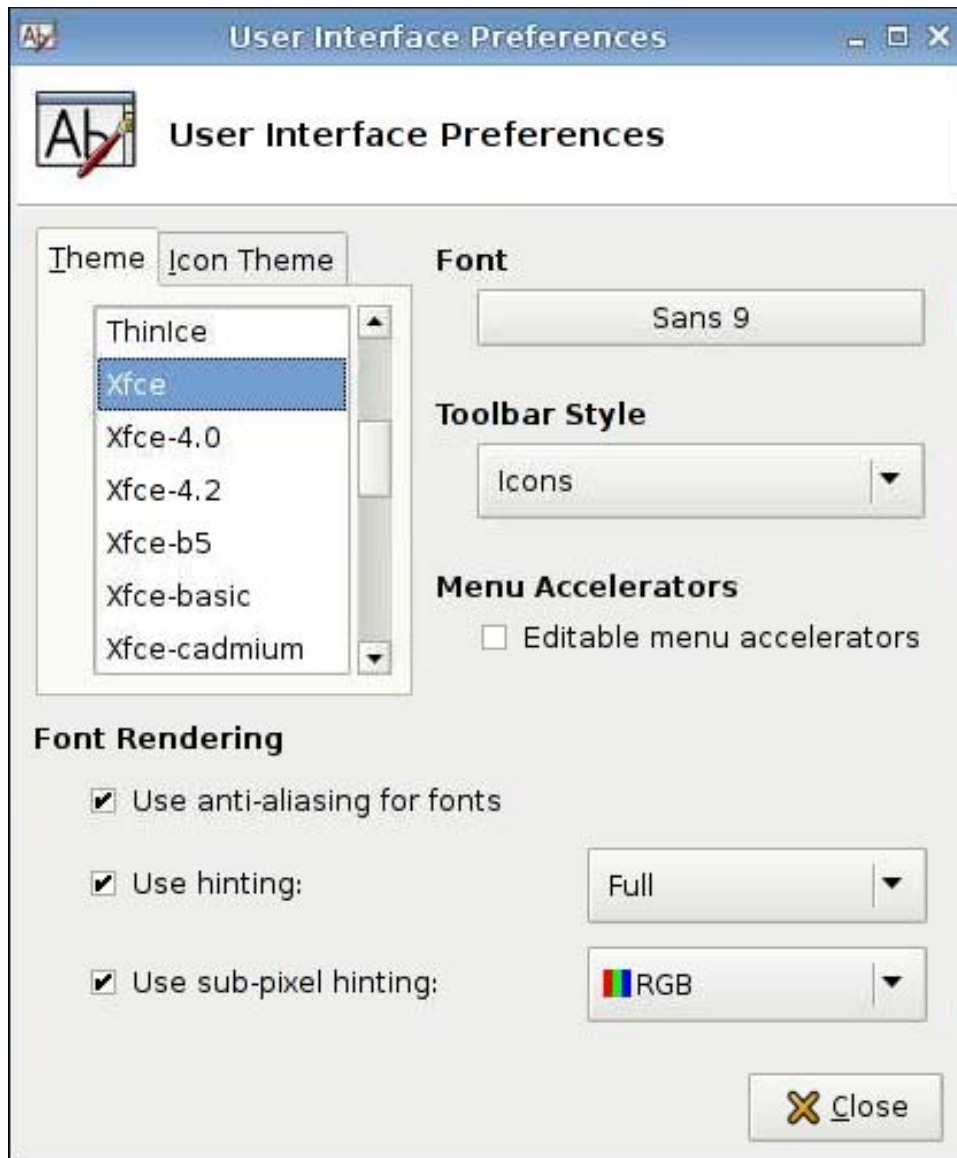 User Interface Preferences
User Interface Preferences
Theme
Icon Theme
ThinIce
Xfce
Xfce-4.0
Xfce-4.2
Xfce-b5
Xfce-basic
Xfce-cadmium
Font
Sans 9
Toolbar Style
Icons
Menu Accelerators
Editable menu accelerators
Font Rendering
Use anti-aliasing for fonts
Use hinting:
Full
Use sub-pixel hinting:
RGB
Close